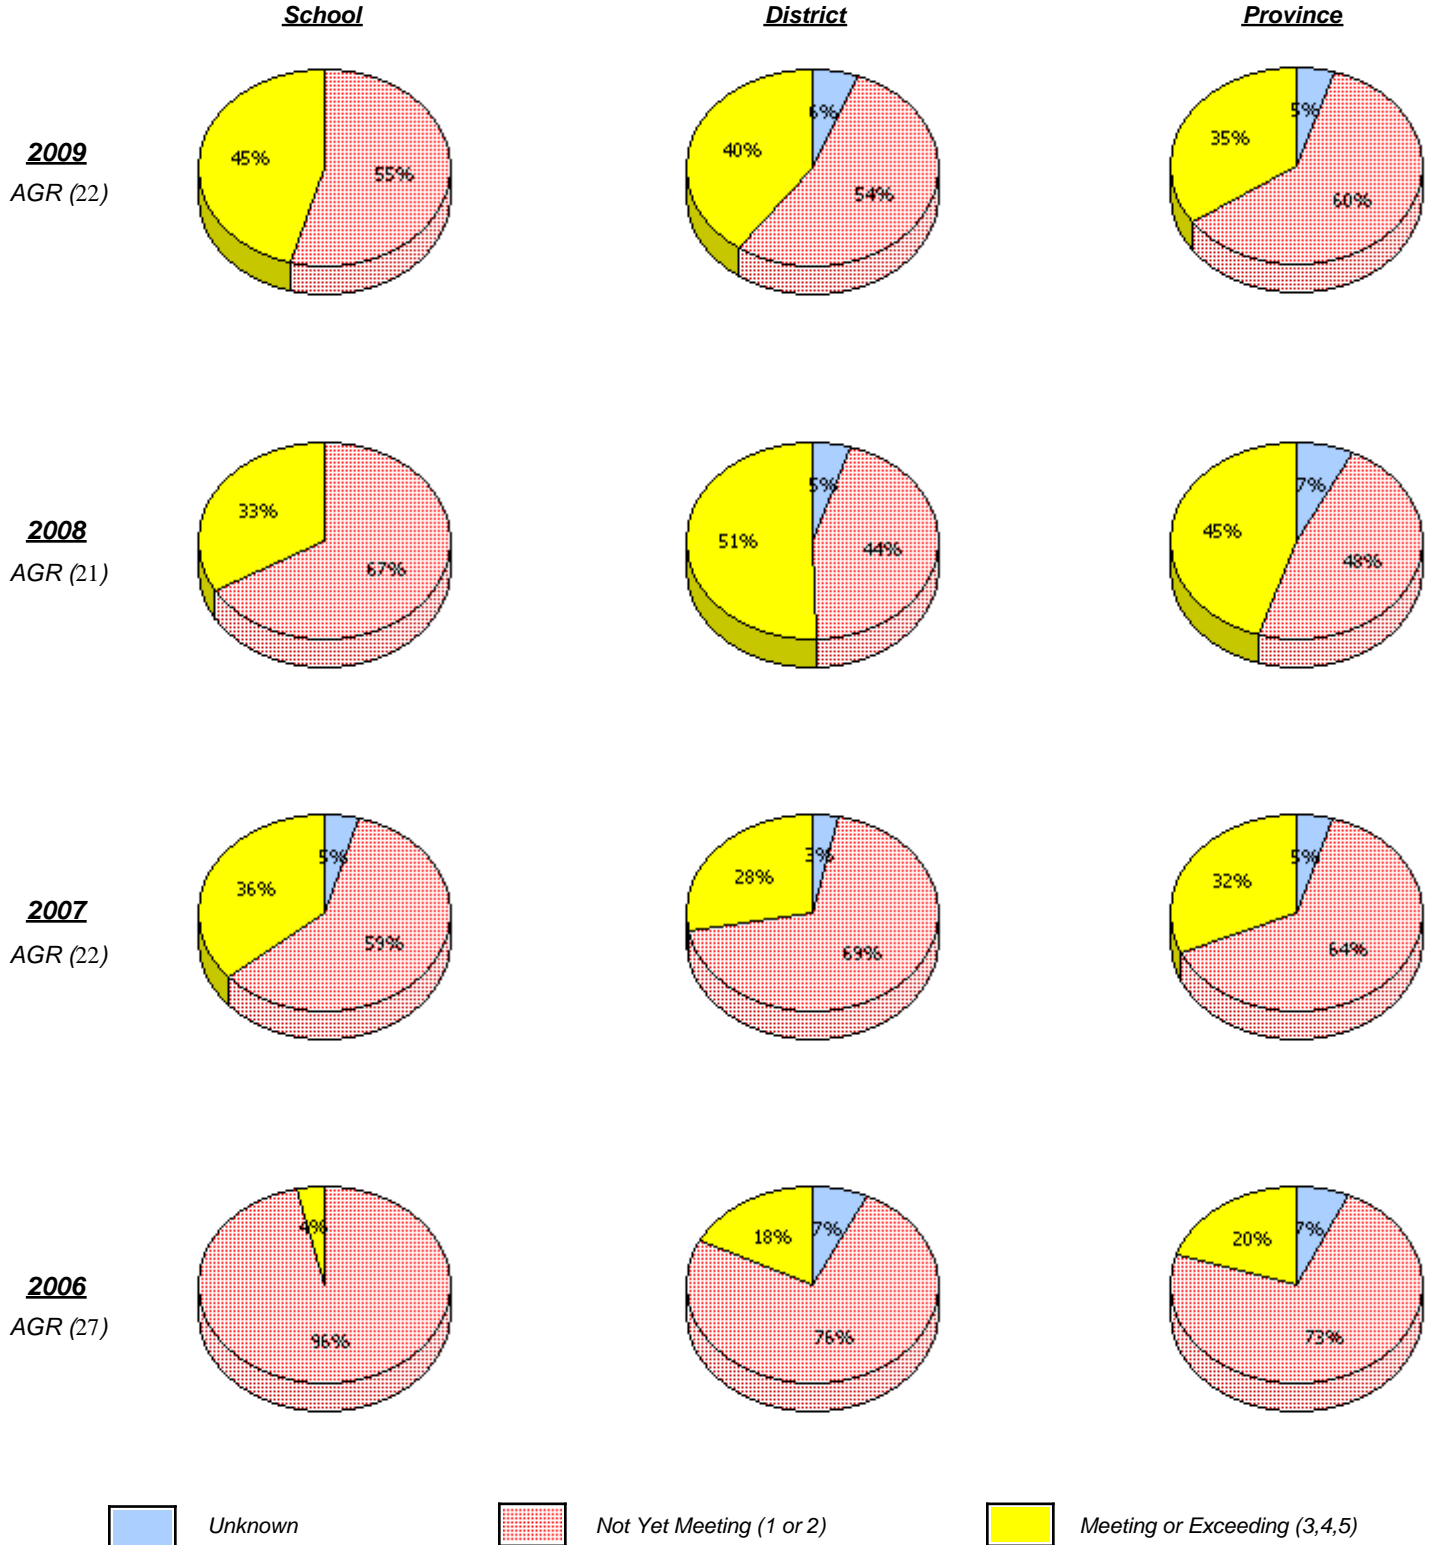 School District Province
2009
AGR (22)
45% 55%
40% 6% 54%
35% 5% 60%
2008
AGR (21)
33% 67%
51% 5% 44%
45% 7% 48%
2007
AGR (22)
36% 5% 59%
28% 3% 69%
32% 5% 64%
2006
AGR (27)
4% 96%
18% 7% 76%
20% 7% 73%
Unknown Not Yet Meeting (1 or 2) Meeting or Exceeding (3,4,5)